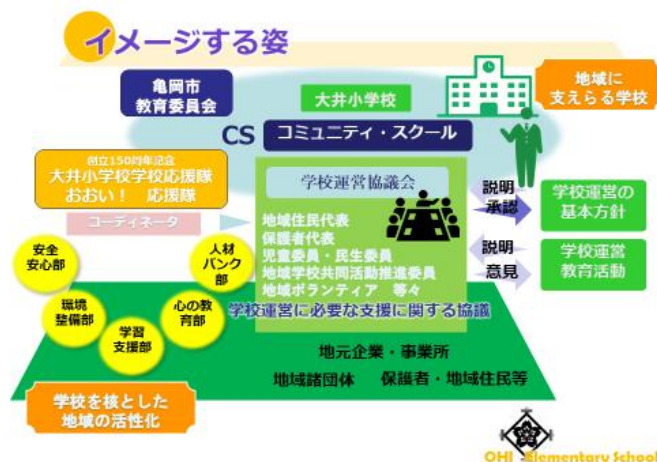 イメージする姿
亀岡市
教育委員会
大井小学校
地域に
支えらる学校
CS コミュニティ・スクール
創立150周年記念
大井小学校学校応援隊
おおい！ 応援隊
コーディネータ
学校運営協議会
地域住民代表
保護者代表
児童委員・民生委員
地域学校共同活動推進委員
地域ボランティア 等々
学校運営に必要な支援に関する協議
説明
承認
学校運営の
基本方針
説明
意見
学校運営
教育活動
安全
安心部
環境
整備部
学習
支援部
心の教
育部
人材
バンク
部
地元企業・事業所
地域諸団体 保護者・地域住民等
学校を核とした
地域の活性化
OHI Elementary School